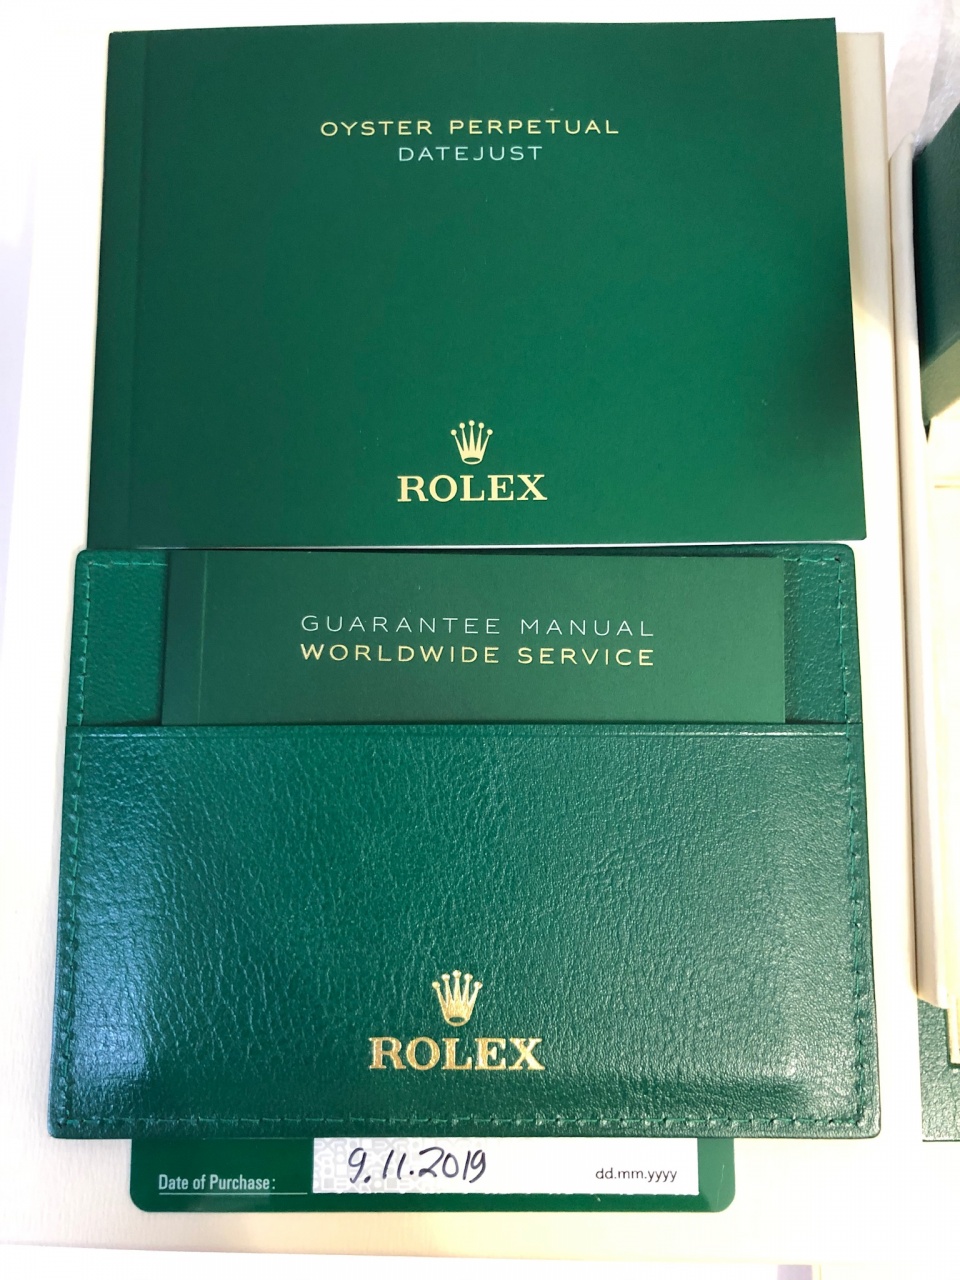 OYSTER PERPETUAL
DATEJUST
ROLEX
GUARANTEE MANUAL
WORLDWIDE SERVICE
ROLEX
Date of Purchase: 9.11.2019 dd.mm.yyyy